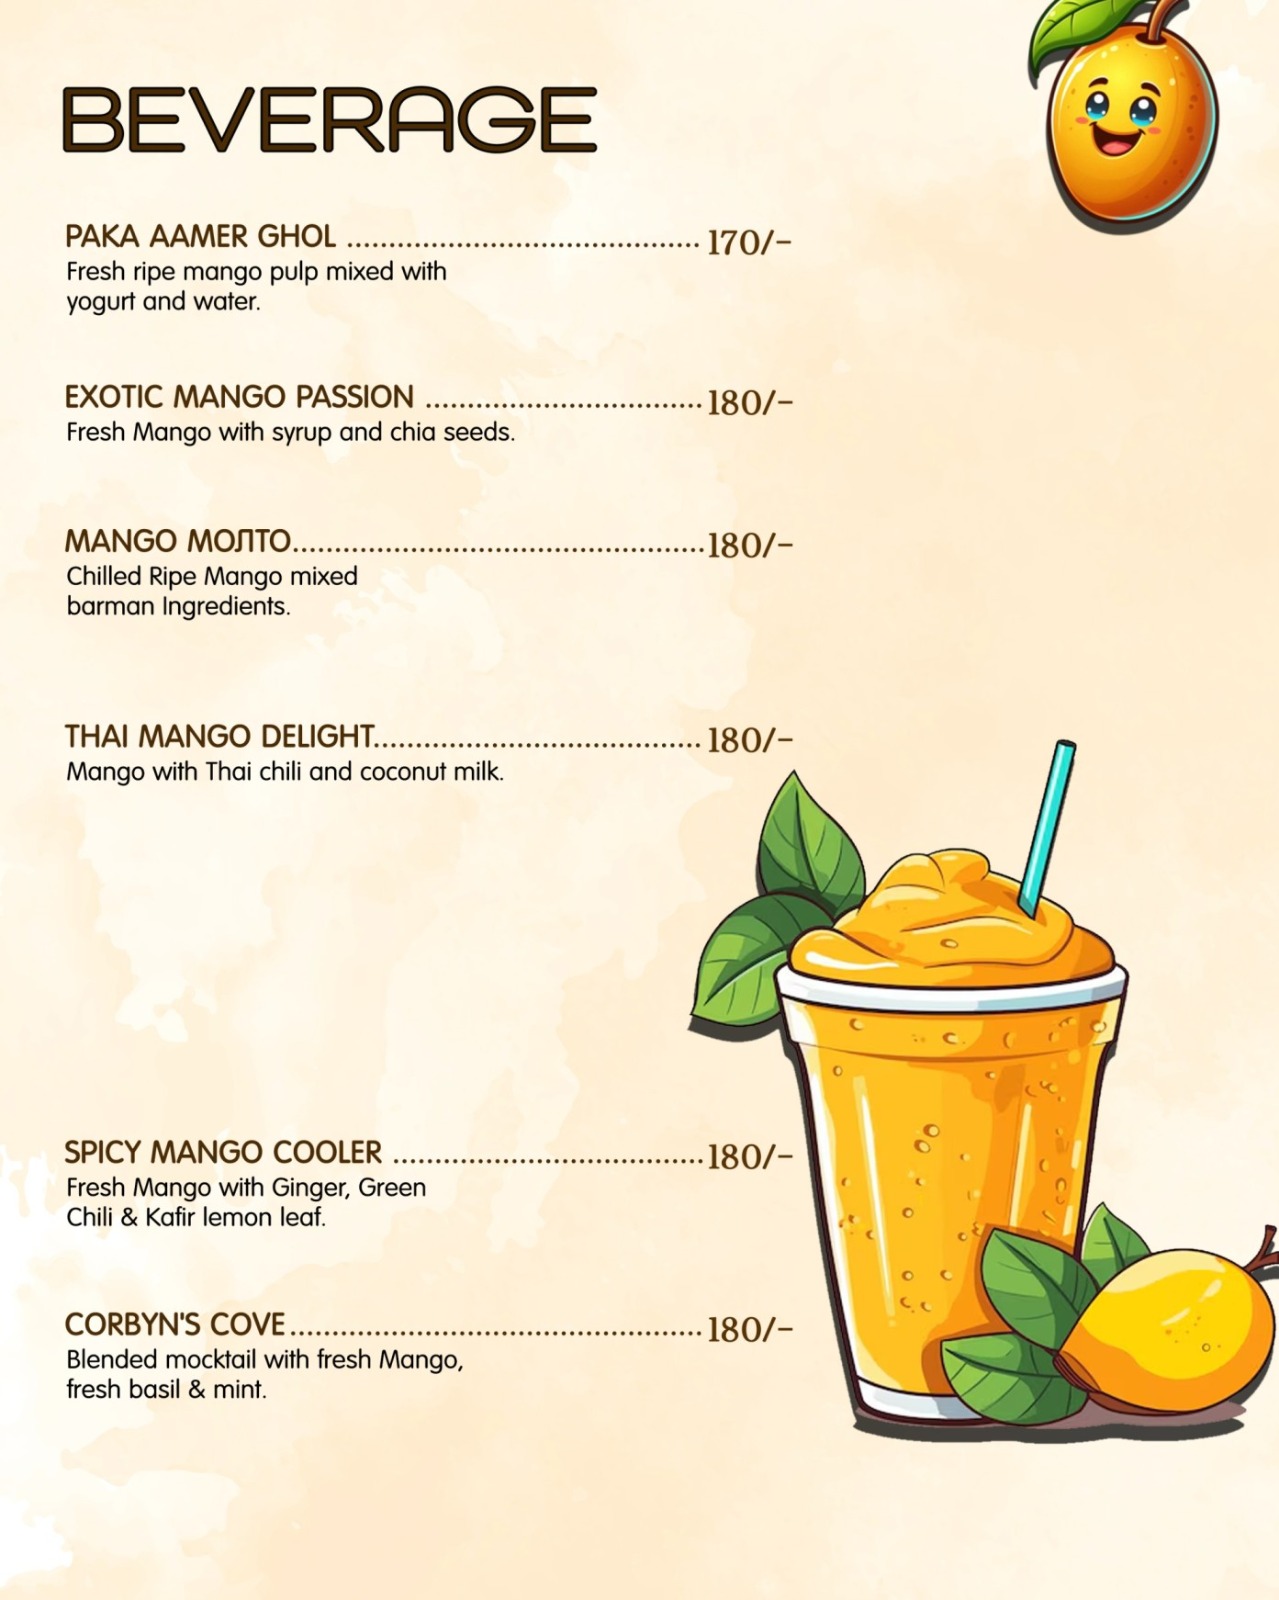 BEVERAGE
PAKA AAMER GHOL ........................................... 170/-
Fresh ripe mango pulp mixed with
yogurt and water.
EXOTIC MANGO PASSION ..................................180/-
Fresh Mango with syrup and chia seeds.
MANGO MOJITO..................................................180/-
Chilled Ripe Mango mixed
barman Ingredients.
THAI MANGO DELIGHT........................................ 180/-
Mango with Thai chili and coconut milk.
SPICY MANGO COOLER ......................................180/-
Fresh Mango with Ginger, Green
Chili & Kafir lemon leaf.
CORBYN'S COVE..................................................180/-
Blended mocktail with fresh Mango,
fresh basil & mint.